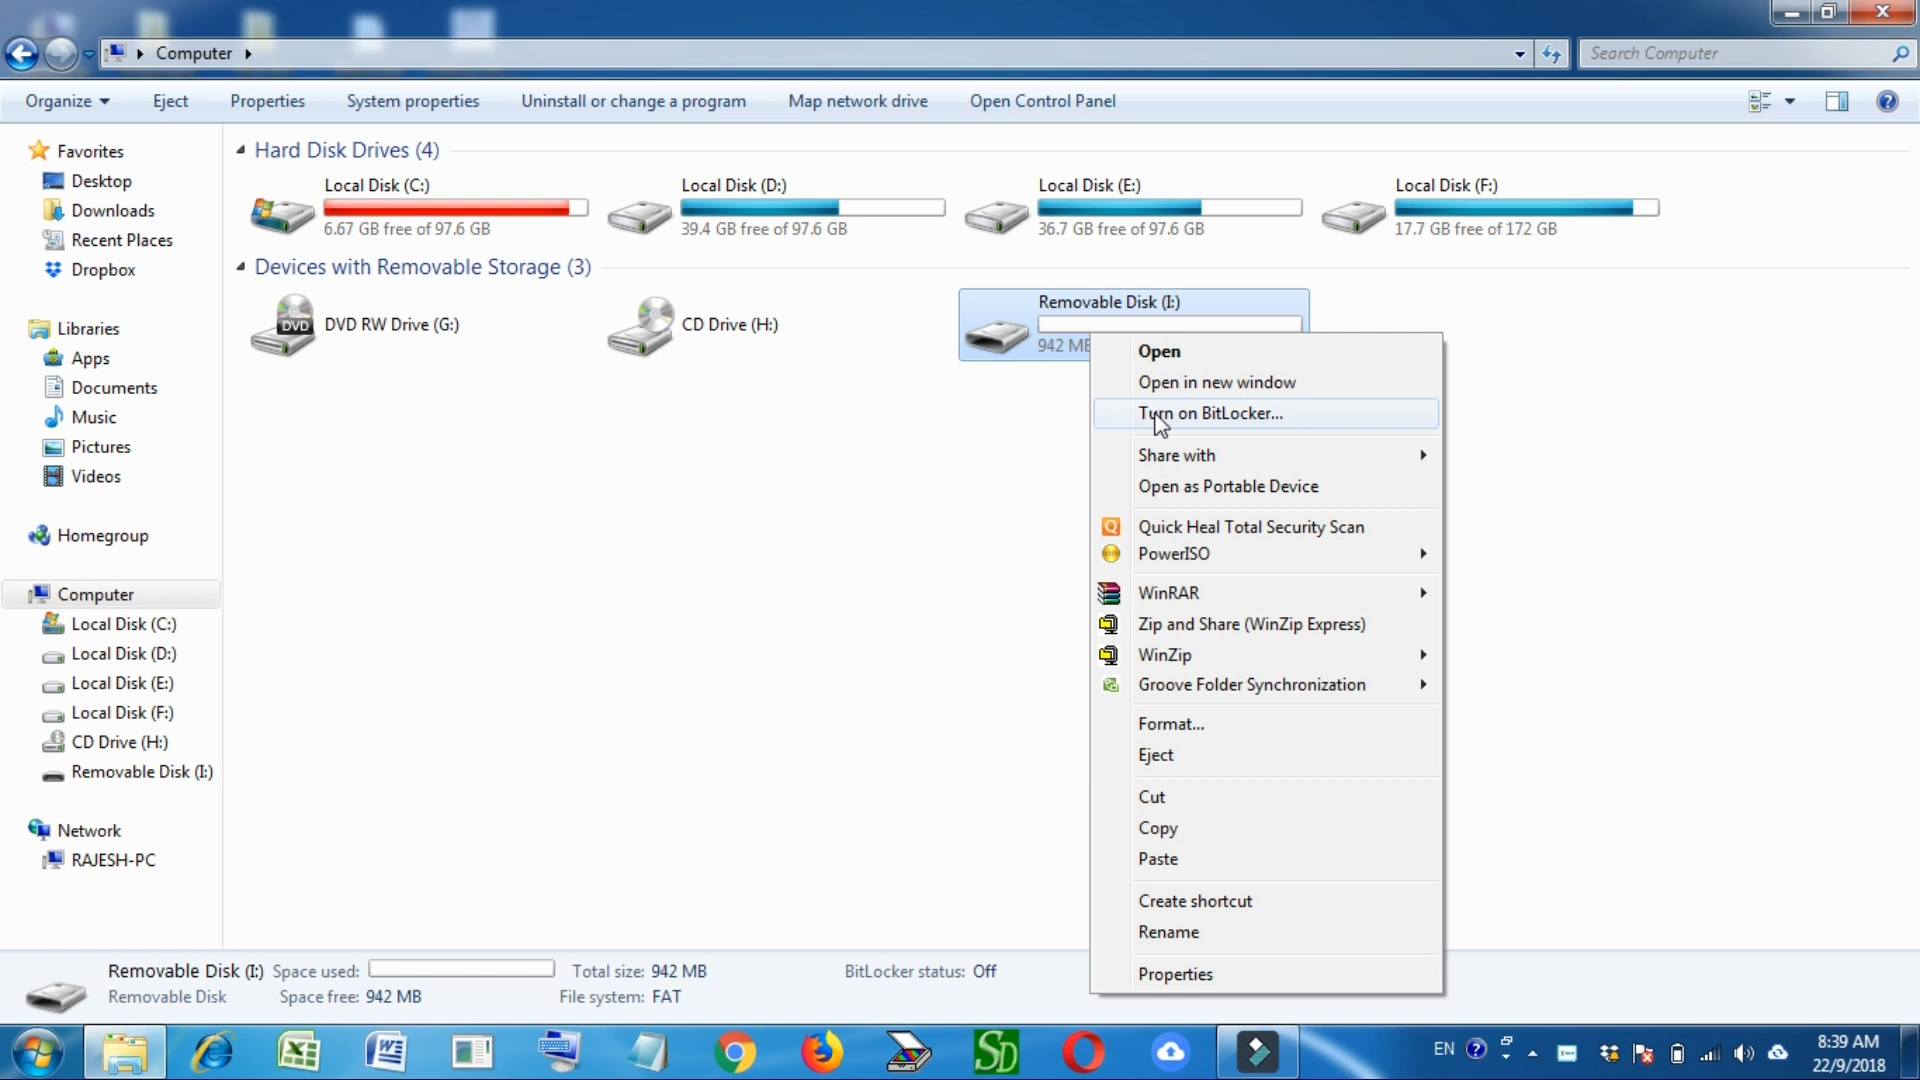 Computer
Search Computer
Organize
Eject
Properties
System properties
Uninstall or change a program
Map network drive
Open Control Panel
Favorites
Desktop
Downloads
Recent Places
Dropbox
Libraries
Apps
Documents
Music
Pictures
Videos
Homegroup
Computer
Local Disk (C:)
Local Disk (D:)
Local Disk (E:)
Local Disk (F:)
CD Drive (H:)
Removable Disk (I:)
Network
RAJESH-PC
Hard Disk Drives (4)
Local Disk (C:)
6.67 GB free of 97.6 GB
Local Disk (D:)
39.4 GB free of 97.6 GB
Local Disk (E:)
36.7 GB free of 97.6 GB
Local Disk (F:)
17.7 GB free of 172 GB
Devices with Removable Storage (3)
DVD
DVD RW Drive (G:)
CD Drive (H:)
Removable Disk (I:)
942 MB
Open
Open in new window
Turn on BitLocker...
Share with
Open as Portable Device
Quick Heal Total Security Scan
PowerISO
WinRAR
Zip and Share (WinZip Express)
WinZip
Groove Folder Synchronization
Format...
Eject
Cut
Copy
Paste
Create shortcut
Rename
Properties
Removable Disk (I:) Space used:
Total size: 942 MB
BitLocker status: Off
Removable Disk
Space free: 942 MB
File system: FAT
SD
EN
8:39 AM
22/9/2018